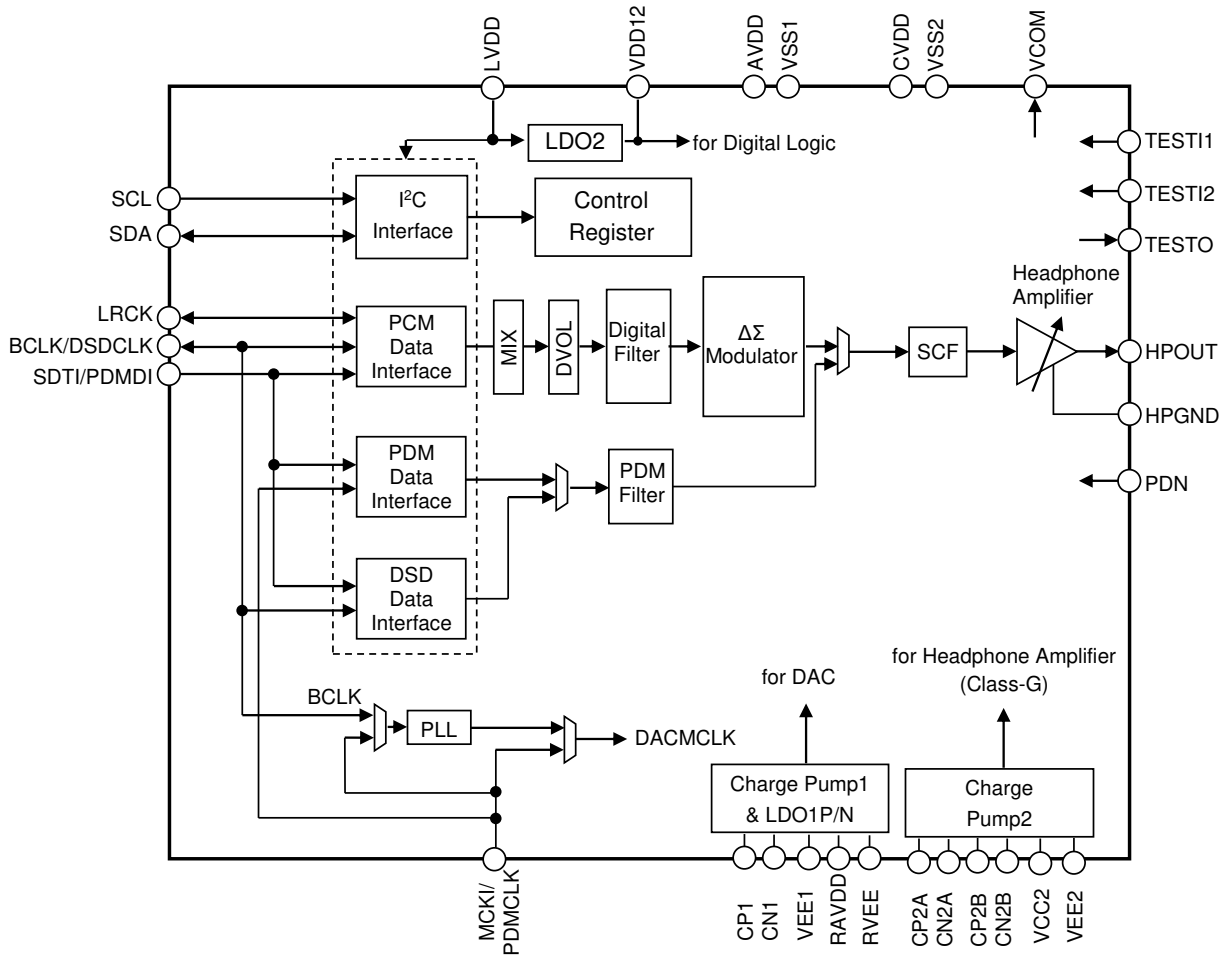 LVDD
VDD12
AVDD
VSS1
CVDD
VSS2
VCOM
LDO2
for Digital Logic
TESTI1
TESTI2
TESTO
SCL
SDA
I²C
Interface
Control
Register
LRCK
BCLK/DSDCLK
SDTI/PDMDI
PCM
Data
Interface
MIX
DVOL
Digital
Filter
ΔΣ
Modulator
SCF
Headphone
Amplifier
HPOUT
HPGND
PDN
PDM
Data
Interface
PDM
Filter
DSD
Data
Interface
BCLK
PLL
DACMCLK
for DAC
for Headphone Amplifier
(Class-G)
Charge Pump1
& LDO1P/N
Charge
Pump2
MCKI/
PDMCLK
CP1
CN1
VEE1
RAVDD
RVEE
CP2A
CN2A
CP2B
CN2B
VCC2
VEE2